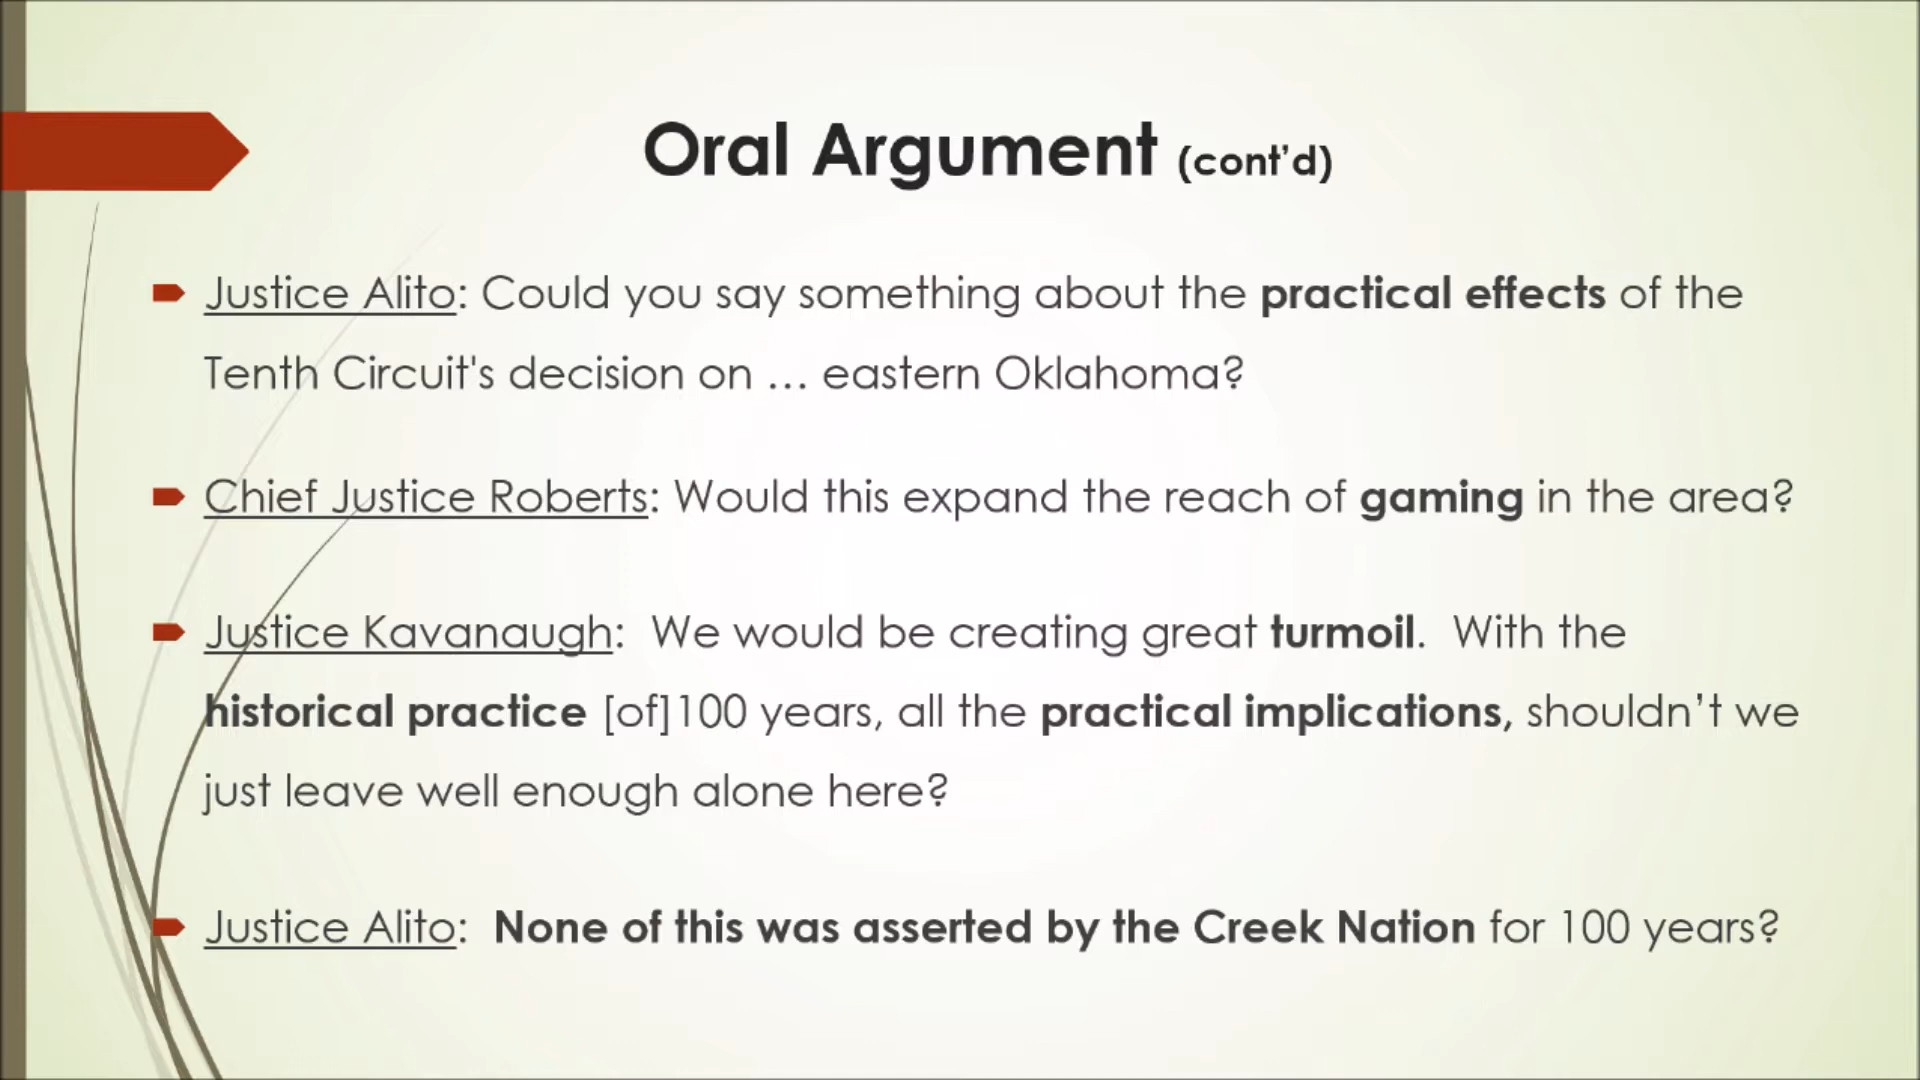 Oral Argument (cont’d)
Justice Alito: Could you say something about the practical effects of the
Tenth Circuit's decision on … eastern Oklahoma?
Chief Justice Roberts: Would this expand the reach of gaming in the area?
Justice Kavanaugh:  We would be creating great turmoil.  With the
historical practice [of]100 years, all the practical implications, shouldn’t we
just leave well enough alone here?
Justice Alito:  None of this was asserted by the Creek Nation for 100 years?